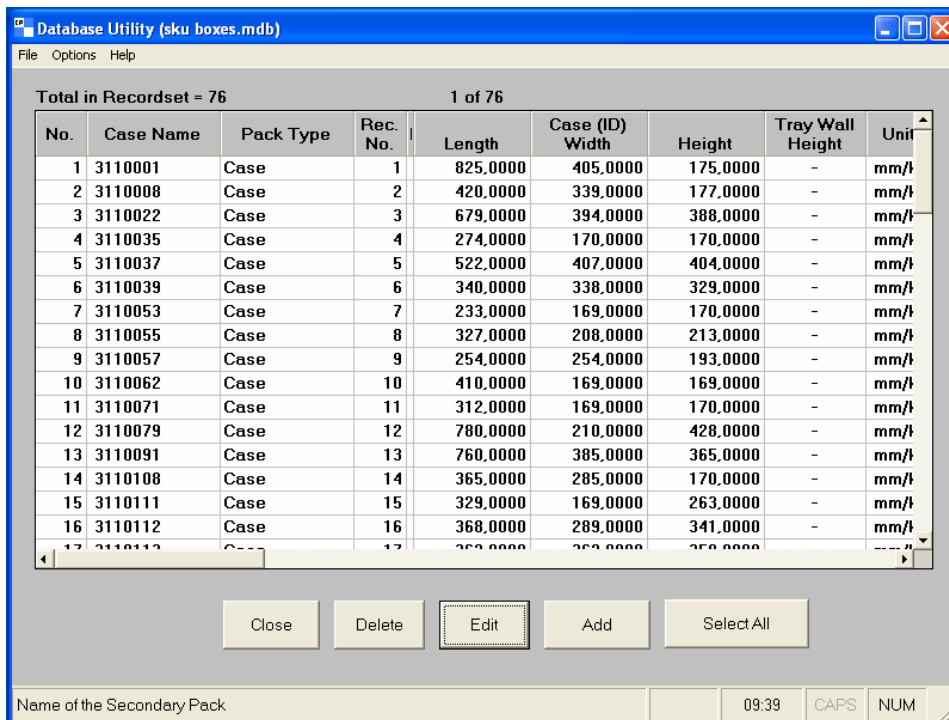 Database Utility (sku boxes.mdb)
File Options Help
Total in Recordset = 76 1 of 76
No. Case Name Pack Type Rec. No. Length Case (ID) Width Height Tray Wall Height Unit
1 3110001 Case 1 825,0000 405,0000 175,0000 - mm/
2 3110008 Case 2 420,0000 339,0000 177,0000 - mm/
3 3110022 Case 3 679,0000 394,0000 388,0000 - mm/
4 3110035 Case 4 274,0000 170,0000 170,0000 - mm/
5 3110037 Case 5 522,0000 407,0000 404,0000 - mm/
6 3110039 Case 6 340,0000 338,0000 329,0000 - mm/
7 3110053 Case 7 233,0000 169,0000 170,0000 - mm/
8 3110055 Case 8 327,0000 208,0000 213,0000 - mm/
9 3110057 Case 9 254,0000 254,0000 193,0000 - mm/
10 3110062 Case 10 410,0000 169,0000 169,0000 - mm/
11 3110071 Case 11 312,0000 169,0000 170,0000 - mm/
12 3110079 Case 12 780,0000 210,0000 428,0000 - mm/
13 3110091 Case 13 760,0000 385,0000 365,0000 - mm/
14 3110108 Case 14 365,0000 285,0000 170,0000 - mm/
15 3110111 Case 15 329,0000 169,0000 263,0000 - mm/
16 3110112 Case 16 368,0000 289,0000 341,0000 - mm/
Close Delete Edit Add Select All
Name of the Secondary Pack 09:39 CAPS NUM